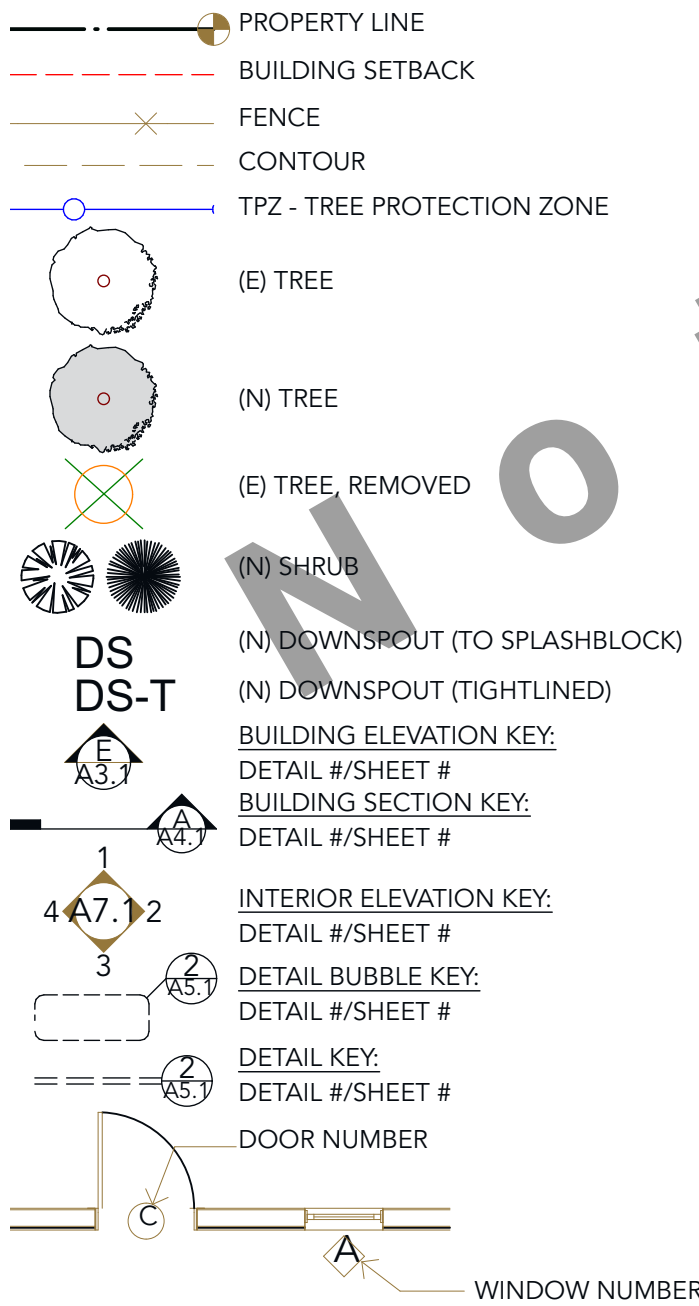 PROPERTY LINE
BUILDING SETBACK
FENCE
CONTOUR
TPZ - TREE PROTECTION ZONE
(E) TREE
(N) TREE
(E) TREE, REMOVED
(N) SHRUB
DS (N) DOWNSPOUT (TO SPLASHBLOCK)
DS-T (N) DOWNSPOUT (TIGHTLINED)
E
A3.1
BUILDING ELEVATION KEY:
DETAIL #/SHEET #
A
A4.1
BUILDING SECTION KEY:
DETAIL #/SHEET #
1
4 A7.1 2
3
INTERIOR ELEVATION KEY:
DETAIL #/SHEET #
2
A5.1
DETAIL BUBBLE KEY:
DETAIL #/SHEET #
2
A5.1
DETAIL KEY:
DETAIL #/SHEET #
DOOR NUMBER
C
A
WINDOW NUMBER
No